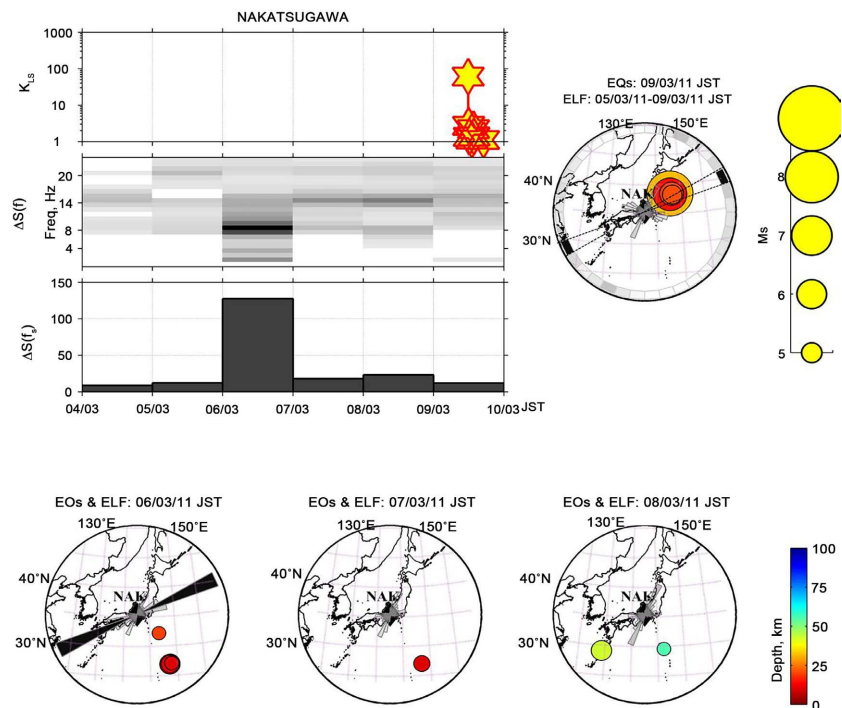 NAKATSUGAWA
K_LS
1000
100
10
1
ΔS(f)
Freq, Hz
20
14
8
4
ΔS(f_s)
150
100
50
0
04/03 05/03 06/03 07/03 08/03 09/03 10/03 JST
EQs: 09/03/11 JST
ELF: 05/03/11-09/03/11 JST
130°E 150°E
40°N
30°N
NAK
Ms
8
7
6
5
EQs & ELF: 06/03/11 JST
130°E 150°E
40°N
30°N
NAK
EQs & ELF: 07/03/11 JST
130°E 150°E
40°N
30°N
NAK
EQs & ELF: 08/03/11 JST
130°E 150°E
40°N
30°N
NAK
Depth, km
100
75
50
25
0